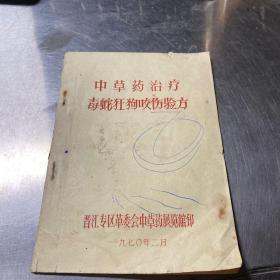 中草药治疗
毒蛇狂狗咬伤验方
晋江专区革委会中草药展览馆印
一九七〇年二月